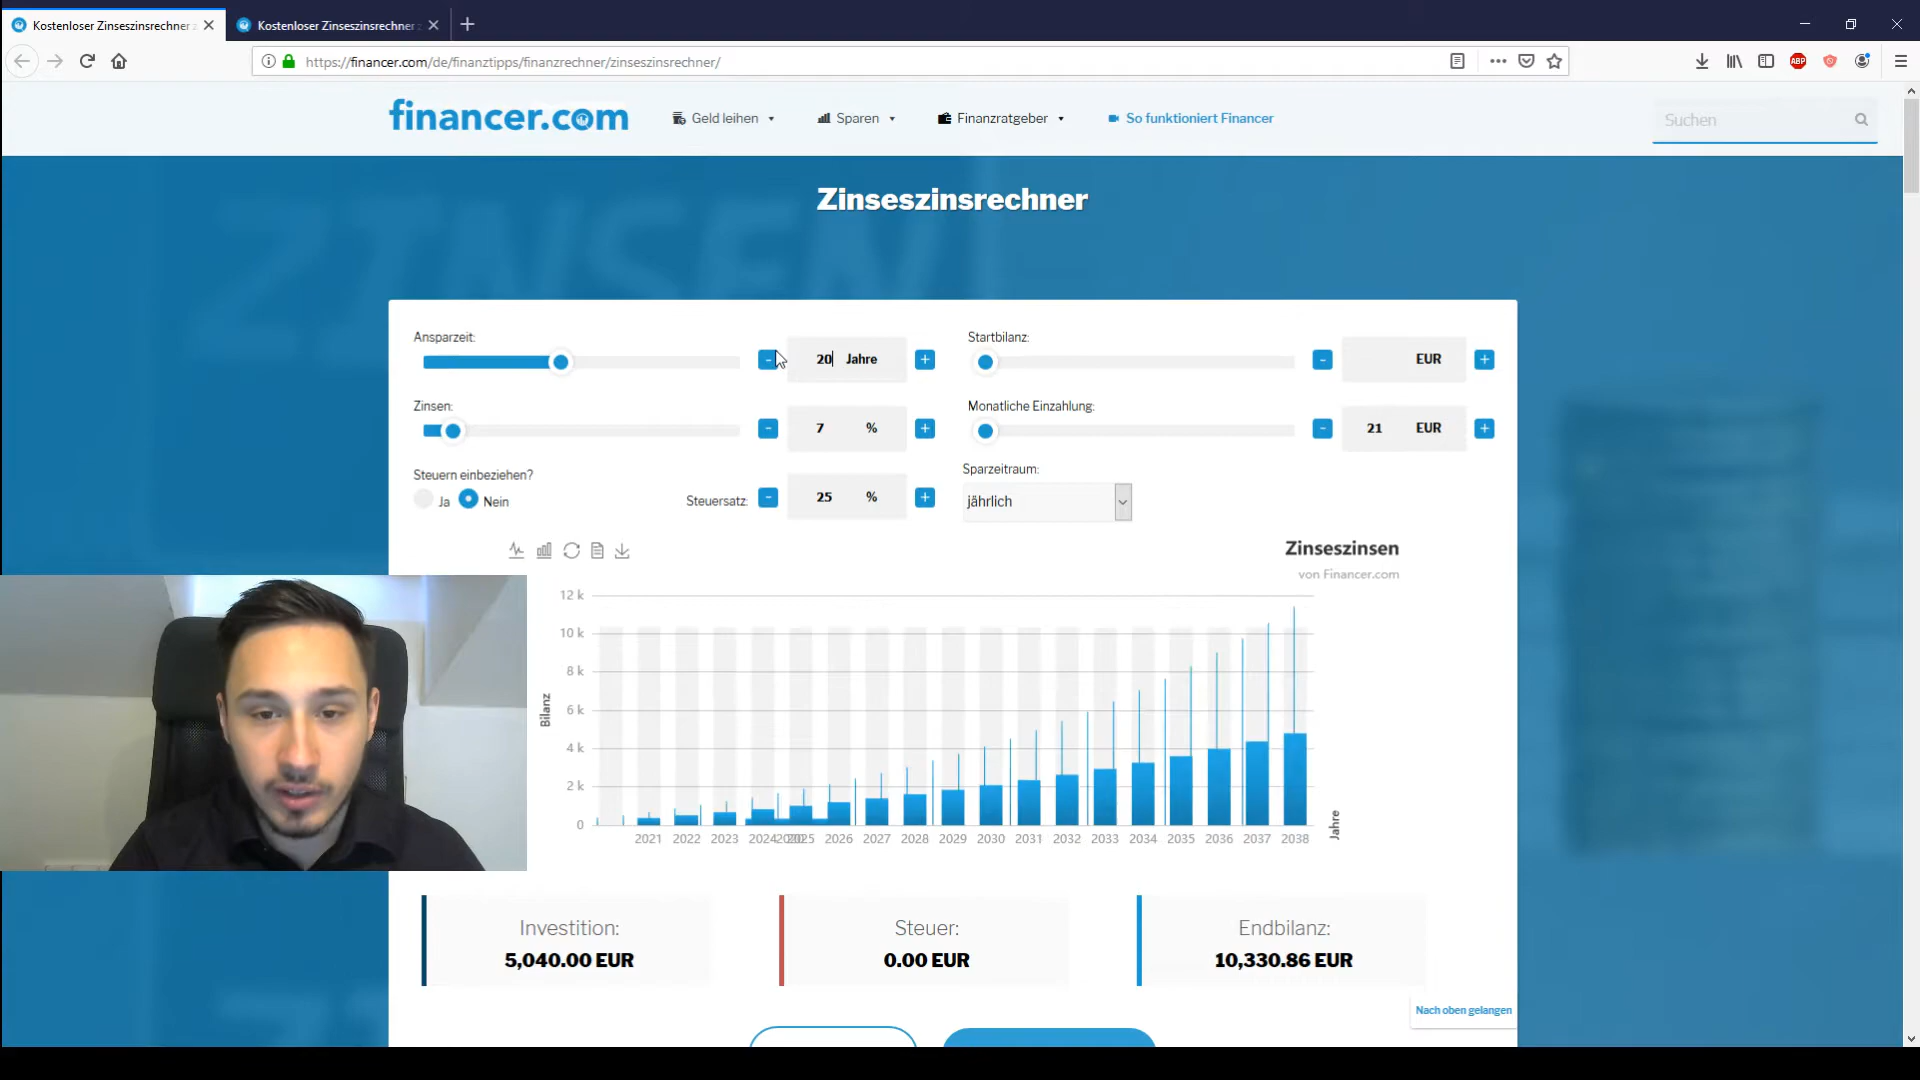 Kostenloser Zinseszinsrechner
Kostenloser Zinseszinsrechner
https://financer.com/de/finanztipps/finanzrechner/zinseszinsrechner/
ABP
financer.com
Geld leihen
Sparen
Finanzratgeber
So funktioniert Financer
Suchen
ZINSEN
Zinseszinsrechner
Ansparzeit:
- 20 Jahre +
Startbilanz:
- EUR +
Zinsen:
- 7 % +
Monatliche Einzahlung:
- 21 EUR +
Steuern einbeziehen?
Ja Nein
Steuersatz: - 25 % +
Sparzeitraum:
jährlich
Zinseszinsen
von Financer.com
12 k
10 k
8 k
6 k
4 k
2 k
0
Bilanz
2021 2022 2023 2024 2025 2026 2027 2028 2029 2030 2031 2032 2033 2034 2035 2036 2037 2038
Jahre
Investition:
5,040.00 EUR
Steuer:
0.00 EUR
Endbilanz:
10,330.86 EUR
Nach oben gelangen